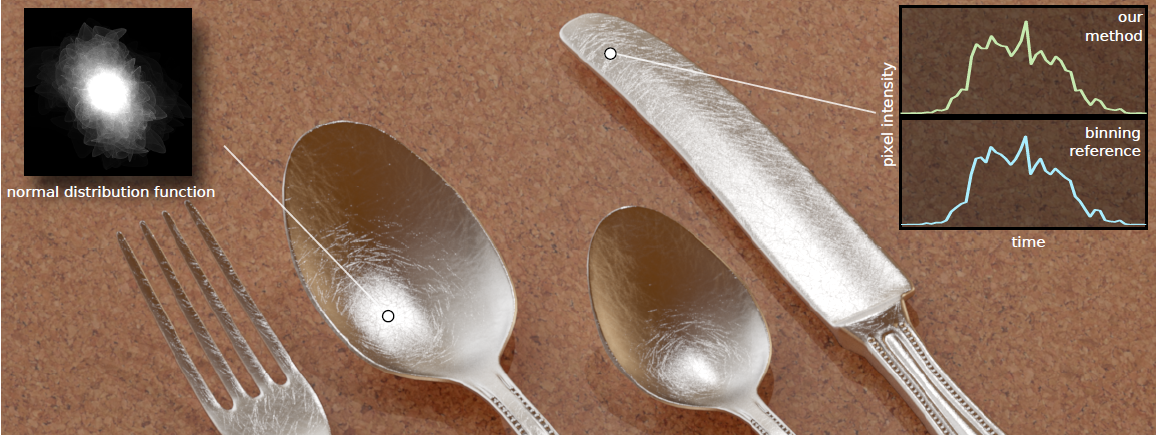 normal distribution function
our
method
pixel intensity
binning
reference
time